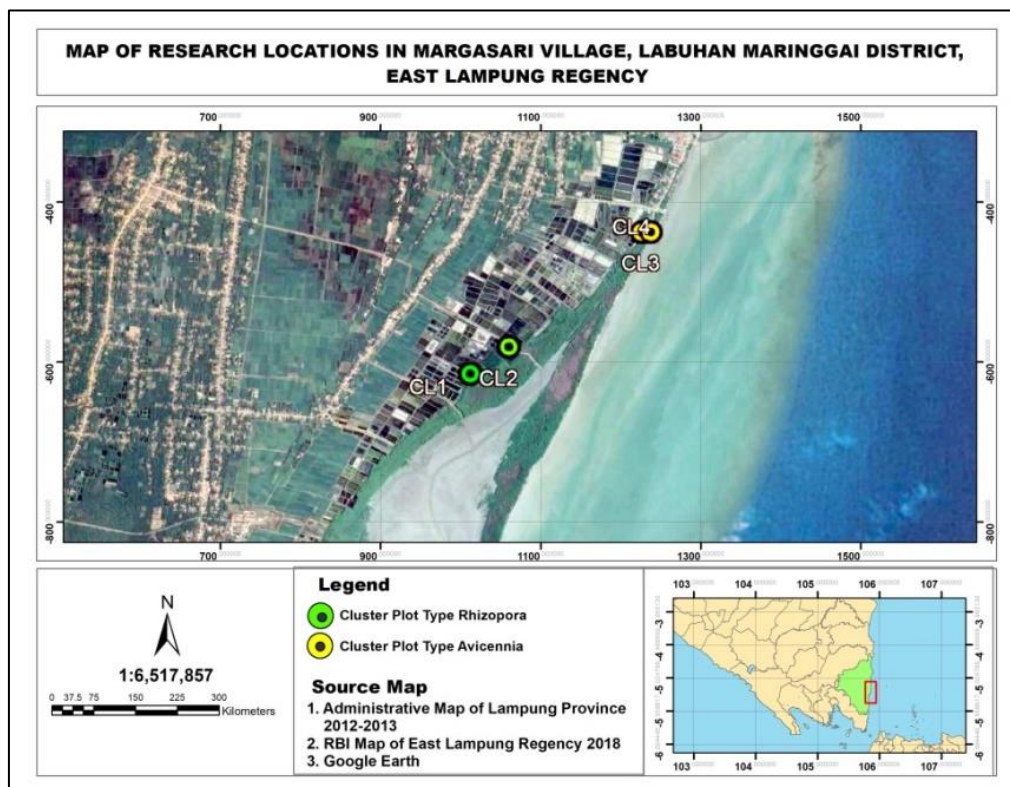 MAP OF RESEARCH LOCATIONS IN MARGASARI VILLAGE, LABUHAN MARINGGAI DISTRICT,
EAST LAMPUNG REGENCY
700 900 1100 1300 1500
-400
-600
-800
-400
-600
-800
CL4
CL3
CL1
CL2
700 900 1100 1300 1500
N
1:6,517,857
0 37.5 75 150 225 300
Kilometers
Legend
Cluster Plot Type Rhizopora
Cluster Plot Type Avicennia
Source Map
1. Administrative Map of Lampung Province
2012-2013
2. RBI Map of East Lampung Regency 2018
3. Google Earth
103 104 105 106 107
-3
-4
-5
-5
-6
-3
-4
-5
-5
-6
103 104 105 106 107